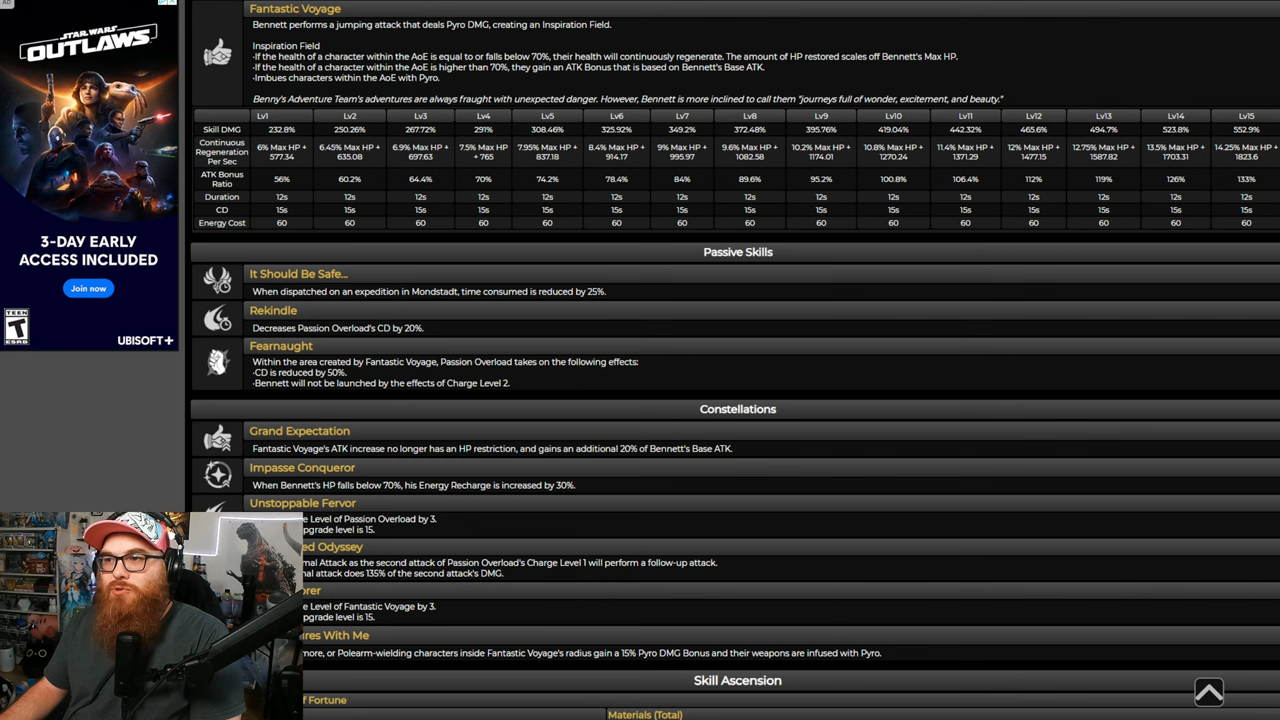 AD
STAR WARS
OUTLAWS
3-DAY EARLY
ACCESS INCLUDED
Join now
TEEN
T
ESRB
UBISOFT+
Fantastic Voyage
Bennett performs a jumping attack that deals Pyro DMG, creating an Inspiration Field.
Inspiration Field
·If the health of a character within the AoE is equal to or falls below 70%, their health will continuously regenerate. The amount of HP restored scales off Bennett's Max HP.
·If the health of a character within the AoE is higher than 70%, they gain an ATK Bonus that is based on Bennett's Base ATK.
·Imbues characters within the AoE with Pyro.
Benny's Adventure Team's adventures are always fraught with unexpected danger. However, Bennett is more inclined to call them "journeys full of wonder, excitement, and beauty."
Lv1 Lv2 Lv3 Lv4 Lv5 Lv6 Lv7 Lv8 Lv9 Lv10 Lv11 Lv12 Lv13 Lv14 Lv15
Skill DMG 232.8% 250.26% 267.72% 291% 308.46% 325.92% 349.2% 372.48% 395.76% 419.04% 442.32% 465.6% 494.7% 523.8% 552.9%
Continuous Regeneration Per Sec 6% Max HP + 577.34 6.45% Max HP + 635.08 6.9% Max HP + 697.63 7.5% Max HP + 765 7.95% Max HP + 837.18 8.4% Max HP + 914.17 9% Max HP + 995.97 9.6% Max HP + 1082.58 10.2% Max HP + 1174.01 10.8% Max HP + 1270.24 11.4% Max HP + 1371.29 12% Max HP + 1477.15 12.75% Max HP + 1587.82 13.5% Max HP + 1703.31 14.25% Max HP + 1823.6
ATK Bonus Ratio 56% 60.2% 64.4% 70% 74.2% 78.4% 84% 89.6% 95.2% 100.8% 106.4% 112% 119% 126% 133%
Duration 12s 12s 12s 12s 12s 12s 12s 12s 12s 12s 12s 12s 12s 12s 12s
CD 15s 15s 15s 15s 15s 15s 15s 15s 15s 15s 15s 15s 15s 15s 15s
Energy Cost 60 60 60 60 60 60 60 60 60 60 60 60 60 60 60
Passive Skills
It Should Be Safe...
When dispatched on an expedition in Mondstadt, time consumed is reduced by 25%.
Rekindle
Decreases Passion Overload's CD by 20%.
Fearnaught
Within the area created by Fantastic Voyage, Passion Overload takes on the following effects:
·CD is reduced by 50%.
·Bennett will not be launched by the effects of Charge Level 2.
Constellations
Grand Expectation
Fantastic Voyage's ATK increase no longer has an HP restriction, and gains an additional 20% of Bennett's Base ATK.
Impasse Conqueror
When Bennett's HP falls below 70%, his Energy Recharge is increased by 30%.
Unstoppable Fervor
e Level of Passion Overload by 3.
pgrade level is 15.
ed Odyssey
mal Attack as the second attack of Passion Overload's Charge Level 1 will perform a follow-up attack.
nal attack does 135% of the second attack's DMG.
orer
e Level of Fantastic Voyage by 3.
pgrade level is 15.
ires With Me
more, or Polearm-wielding characters inside Fantastic Voyage's radius gain a 15% Pyro DMG Bonus and their weapons are infused with Pyro.
Skill Ascension
f Fortune
Materials (Total)